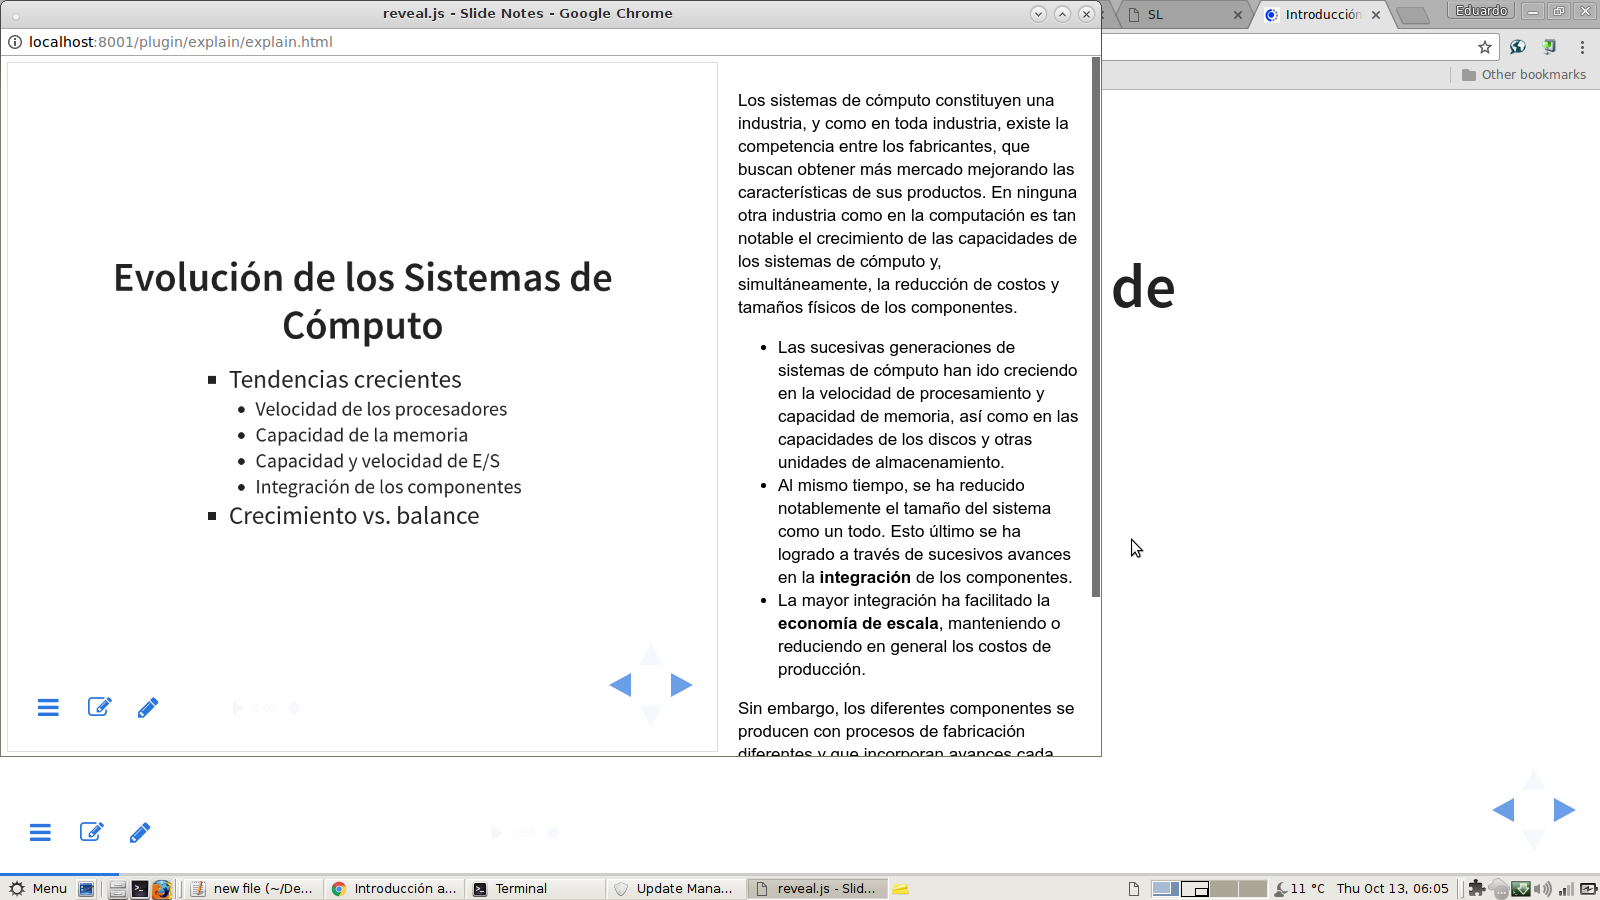 reveal.js - Slide Notes - Google Chrome
SL
Introducción
Eduardo
localhost:8001/plugin/explain/explain.html
Other bookmarks
Evolución de los Sistemas de
Cómputo
Tendencias crecientes
Velocidad de los procesadores
Capacidad de la memoria
Capacidad y velocidad de E/S
Integración de los componentes
Crecimiento vs. balance
0:00
Los sistemas de cómputo constituyen una
industria, y como en toda industria, existe la
competencia entre los fabricantes, que
buscan obtener más mercado mejorando las
características de sus productos. En ninguna
otra industria como en la computación es tan
notable el crecimiento de las capacidades de
los sistemas de cómputo y,
simultáneamente, la reducción de costos y
tamaños físicos de los componentes.
Las sucesivas generaciones de
sistemas de cómputo han ido creciendo
en la velocidad de procesamiento y
capacidad de memoria, así como en las
capacidades de los discos y otras
unidades de almacenamiento.
Al mismo tiempo, se ha reducido
notablemente el tamaño del sistema
como un todo. Esto último se ha
logrado a través de sucesivos avances
en la integración de los componentes.
La mayor integración ha facilitado la
economía de escala, manteniendo o
reduciendo en general los costos de
producción.
Sin embargo, los diferentes componentes se
producen con procesos de fabricación
diferentes y que incorporan avances cada
de
0:00
Menu
new file (~/De...
Introducción a...
Terminal
Update Mana...
reveal.js - Slid...
11 °C
Thu Oct 13, 06:05